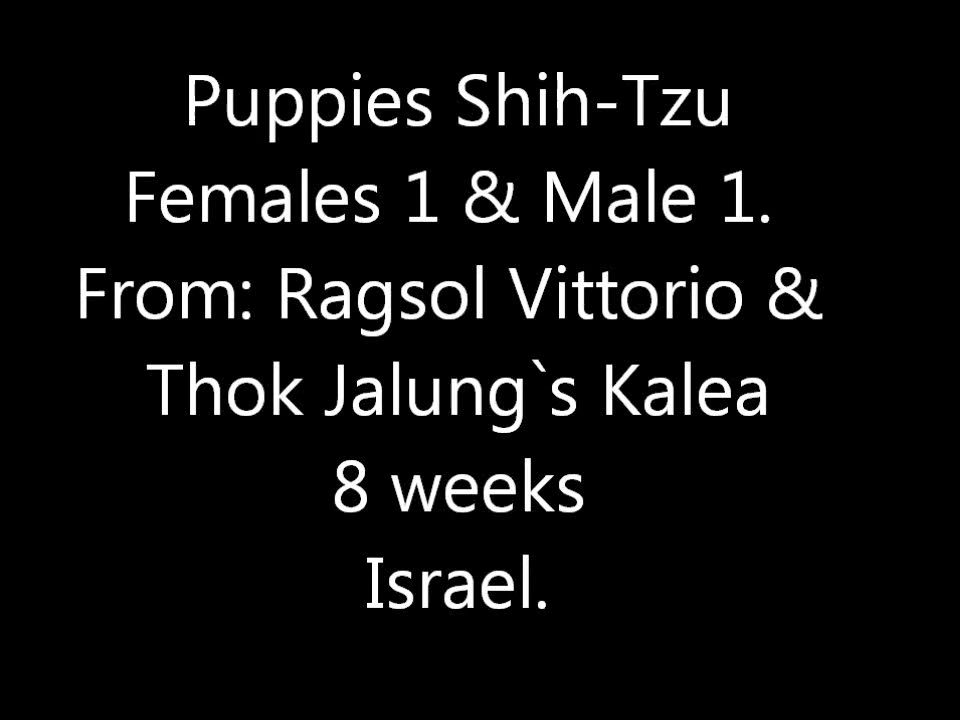 Puppies Shih-Tzu
Females 1 & Male 1.
From: Ragsol Vittorio &
Thok Jalung`s Kalea
8 weeks
Israel.